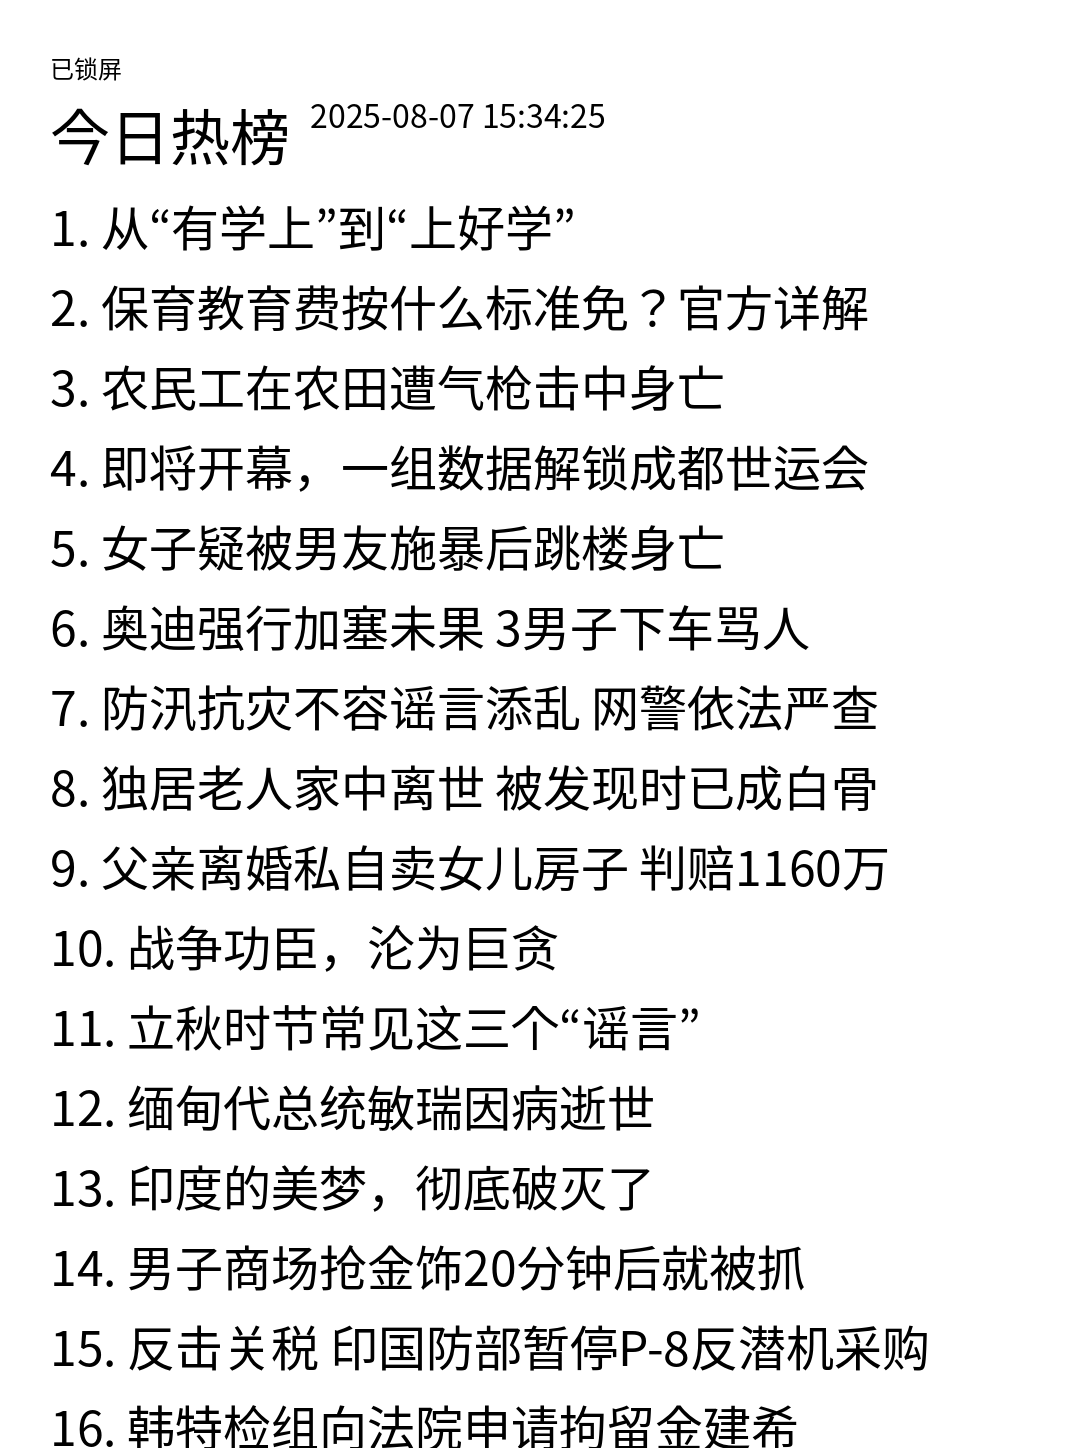 已锁屏
今日热榜 2025-08-07 15:34:25
1. 从“有学上”到“上好学”
2. 保育教育费按什么标准免？官方详解
3. 农民工在农田遭气枪击中身亡
4. 即将开幕，一组数据解锁成都世运会
5. 女子疑被男友施暴后跳楼身亡
6. 奥迪强行加塞未果 3男子下车骂人
7. 防汛抗灾不容谣言添乱 网警依法严查
8. 独居老人家中离世 被发现时已成白骨
9. 父亲离婚私自卖女儿房子 判赔1160万
10. 战争功臣，沦为巨贪
11. 立秋时节常见这三个“谣言”
12. 缅甸代总统敏瑞因病逝世
13. 印度的美梦，彻底破灭了
14. 男子商场抢金饰20分钟后就被抓
15. 反击关税 印国防部暂停P-8反潜机采购
16. 韩特检组向法院申请拘留金建希